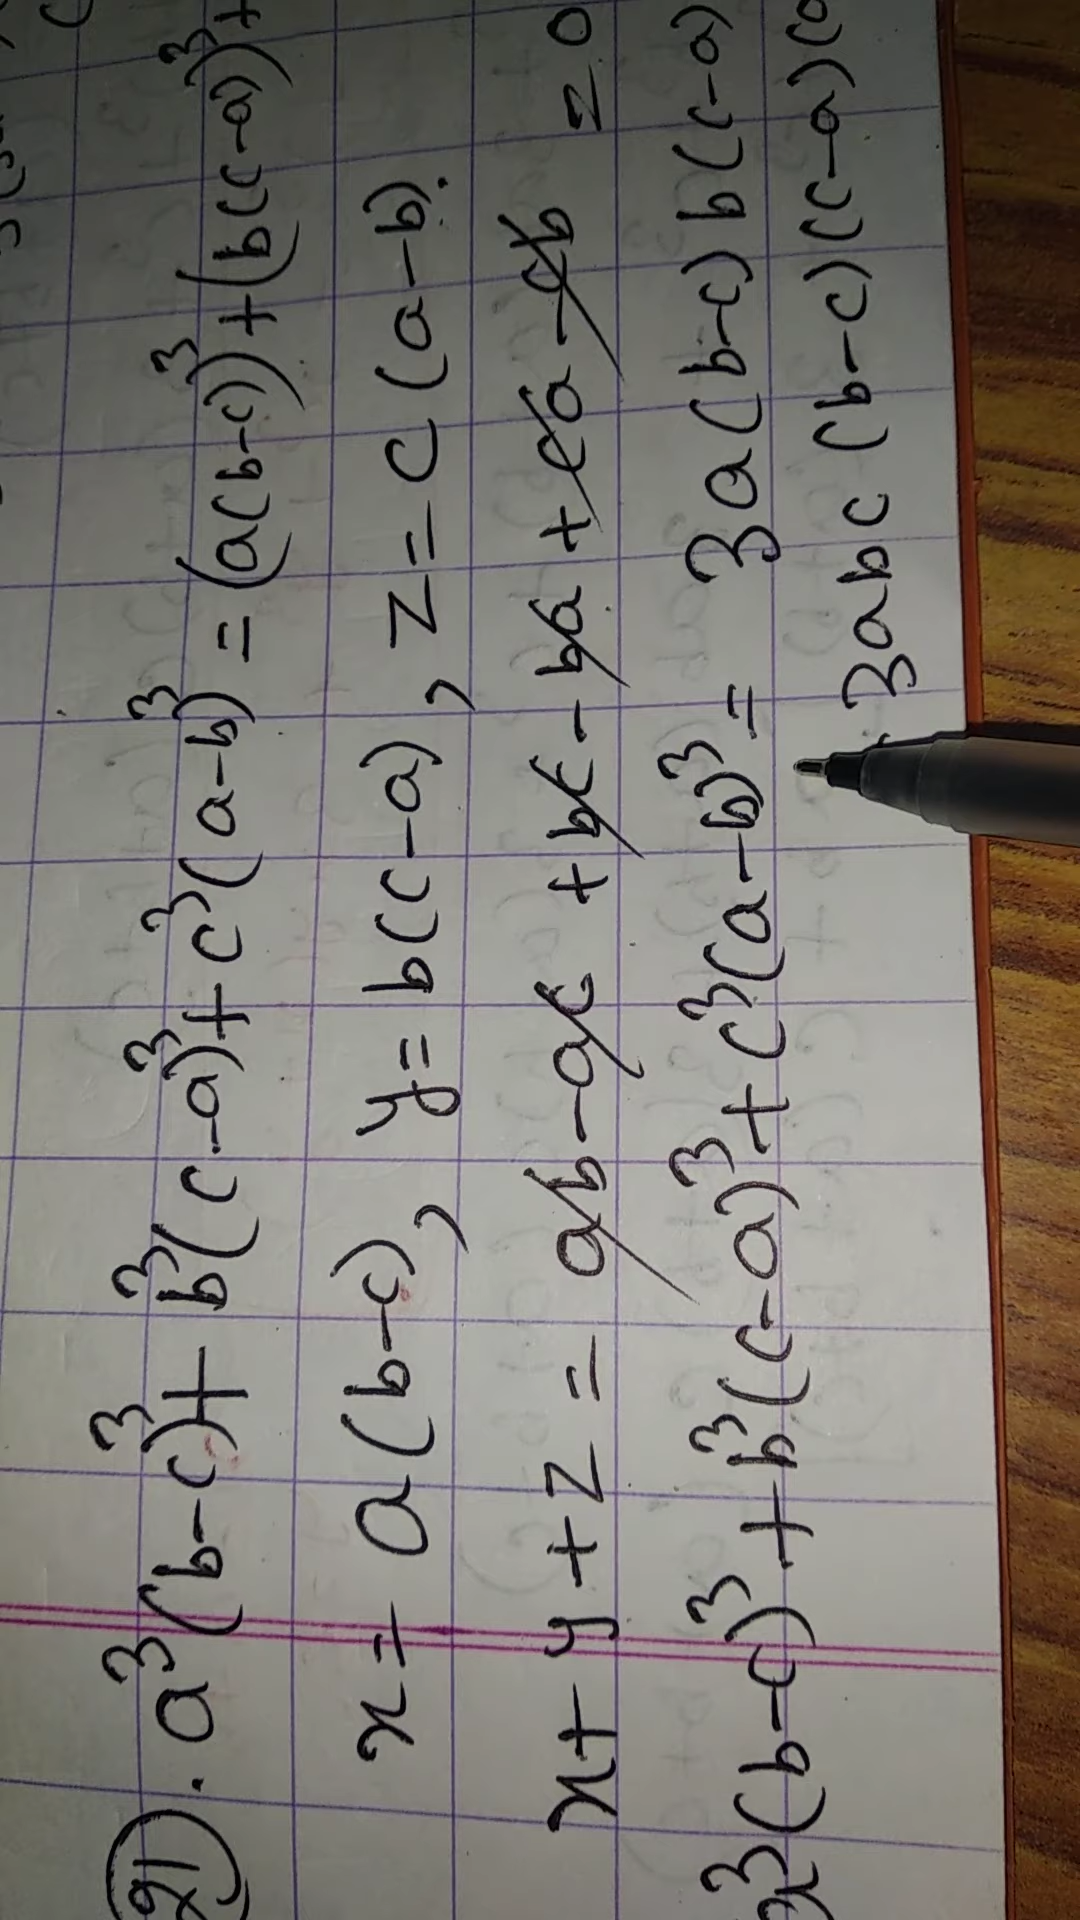 21). a³(b-c)³+ b³(c-a)³+ c³(a-b)³ = (a(b-c))³+(b(c-a))³+
x= a(b-c), y= b(c-a), z= c(a-b).
x+y+z = ab-ac +bc-ba+ca-cb =0
a³(b-c)³+b³(c-a)³+c³(a-b)³= 3a(b-c) b(c-a)
3abc (b-c)(c-a)(a